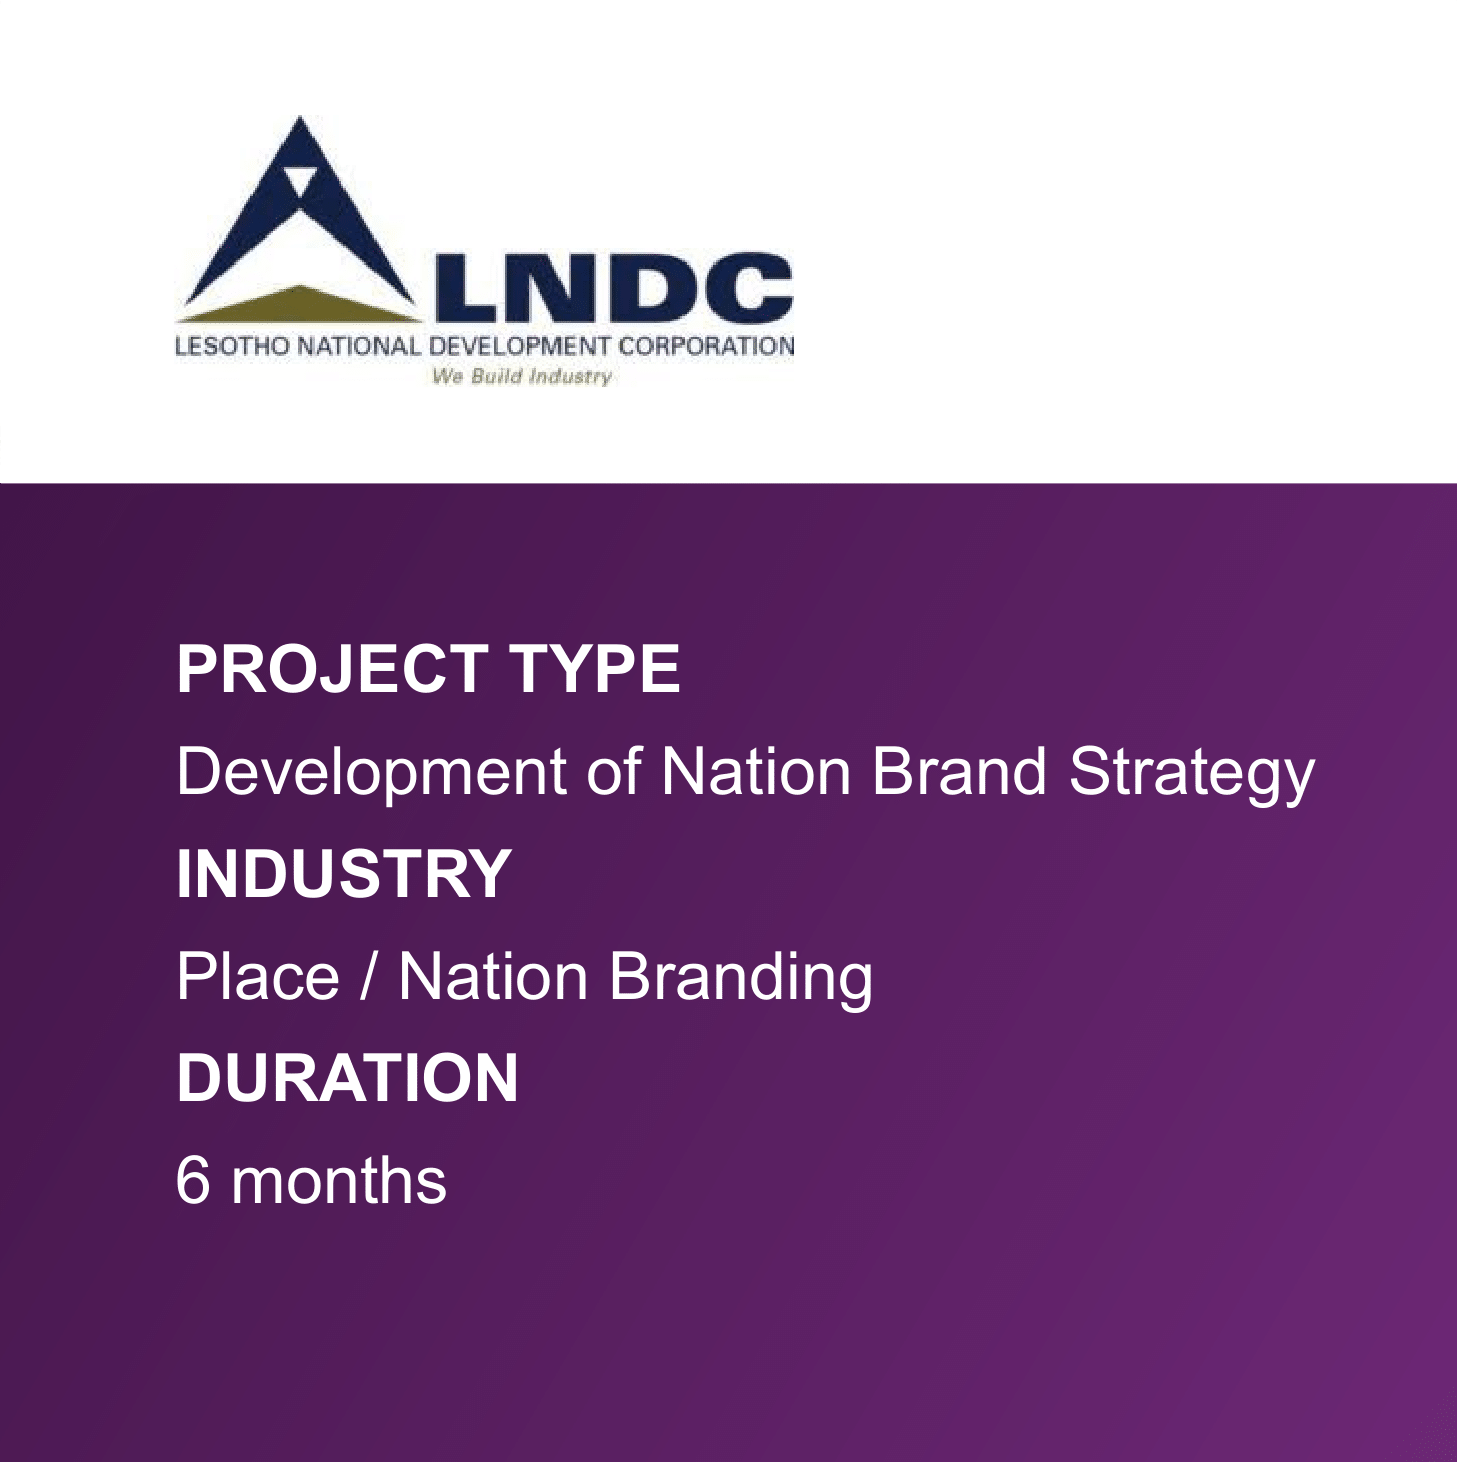 LNDC
LESOTHO NATIONAL DEVELOPMENT CORPORATION
We Build Industry
PROJECT TYPE
Development of Nation Brand Strategy
INDUSTRY
Place / Nation Branding
DURATION
6 months